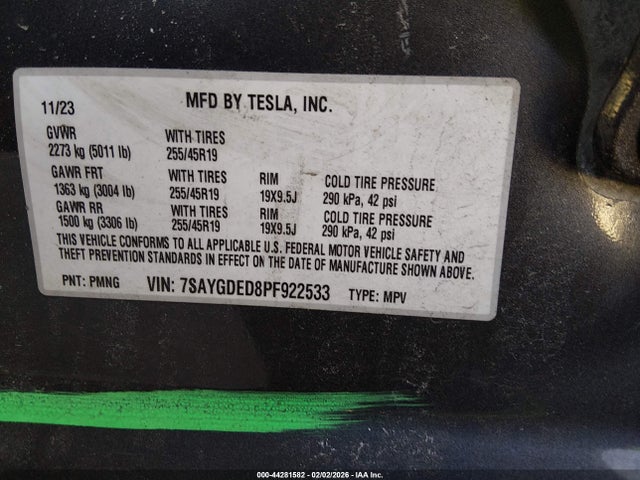 11/23 MFD BY TESLA, INC.
GVWR WITH TIRES
2273 kg (5011 lb) 255/45R19
GAWR FRT WITH TIRES RIM COLD TIRE PRESSURE
1363 kg (3004 lb) 255/45R19 19X9.5J 290 kPa, 42 psi
GAWR RR WITH TIRES RIM COLD TIRE PRESSURE
1500 kg (3306 lb) 255/45R19 19X9.5J 290 kPa, 42 psi
THIS VEHICLE CONFORMS TO ALL APPLICABLE U.S. FEDERAL MOTOR VEHICLE SAFETY AND
THEFT PREVENTION STANDARDS IN EFFECT ON THE DATE OF MANUFACTURE SHOWN ABOVE.
PNT: PMNG VIN: 7SAYGDED8PF922533 TYPE: MPV
000-44281582 - 02/02/2026 - IAA Inc.